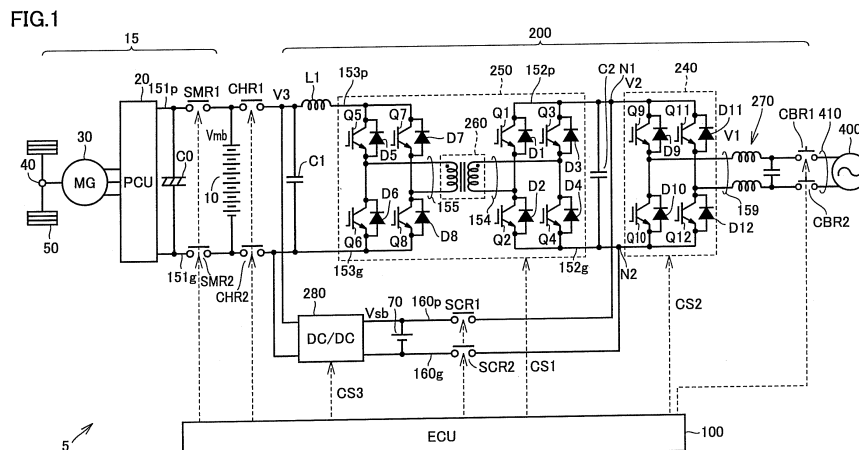 FIG.1
15
200
20
151p
SMR1
CHR1
V3
L1
153p
250
152p
C2
N1
V2
240
Q5
Q7
Q1
Q3
Q9
Q11
D11
V1
270
CBR1
410
400
30
Vmb
D7
260
D5
D1
D3
D9
40
MG
PCU
C0
10
C1
D6
155
154
D2
D4
D10
159
CBR2
50
Q6
Q8
D8
Q2
Q4
Q10
Q12
D12
151g
SMR2
CHR2
153g
152g
N2
280
DC/DC
Vsb
70
160p
SCR1
CS2
160g
SCR2
CS3
CS1
5
ECU
100